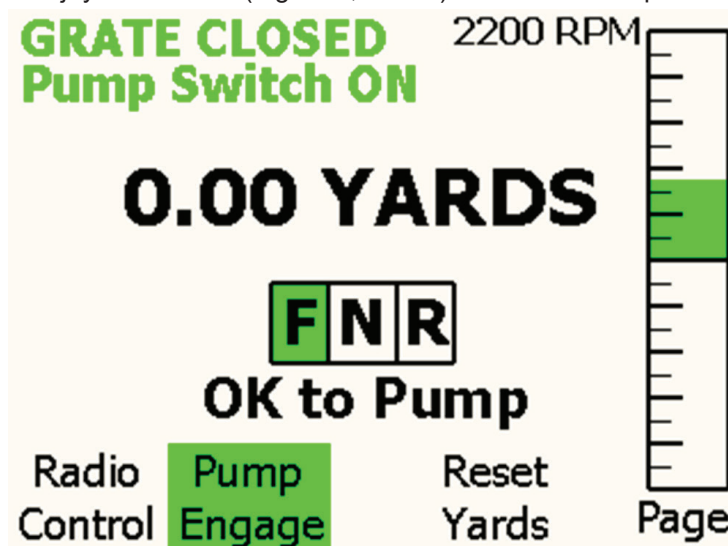 GRATE CLOSED 2200 RPM
Pump Switch ON
0.00 YARDS
F N R
OK to Pump
Radio Pump Reset
Control Engage Yards Page